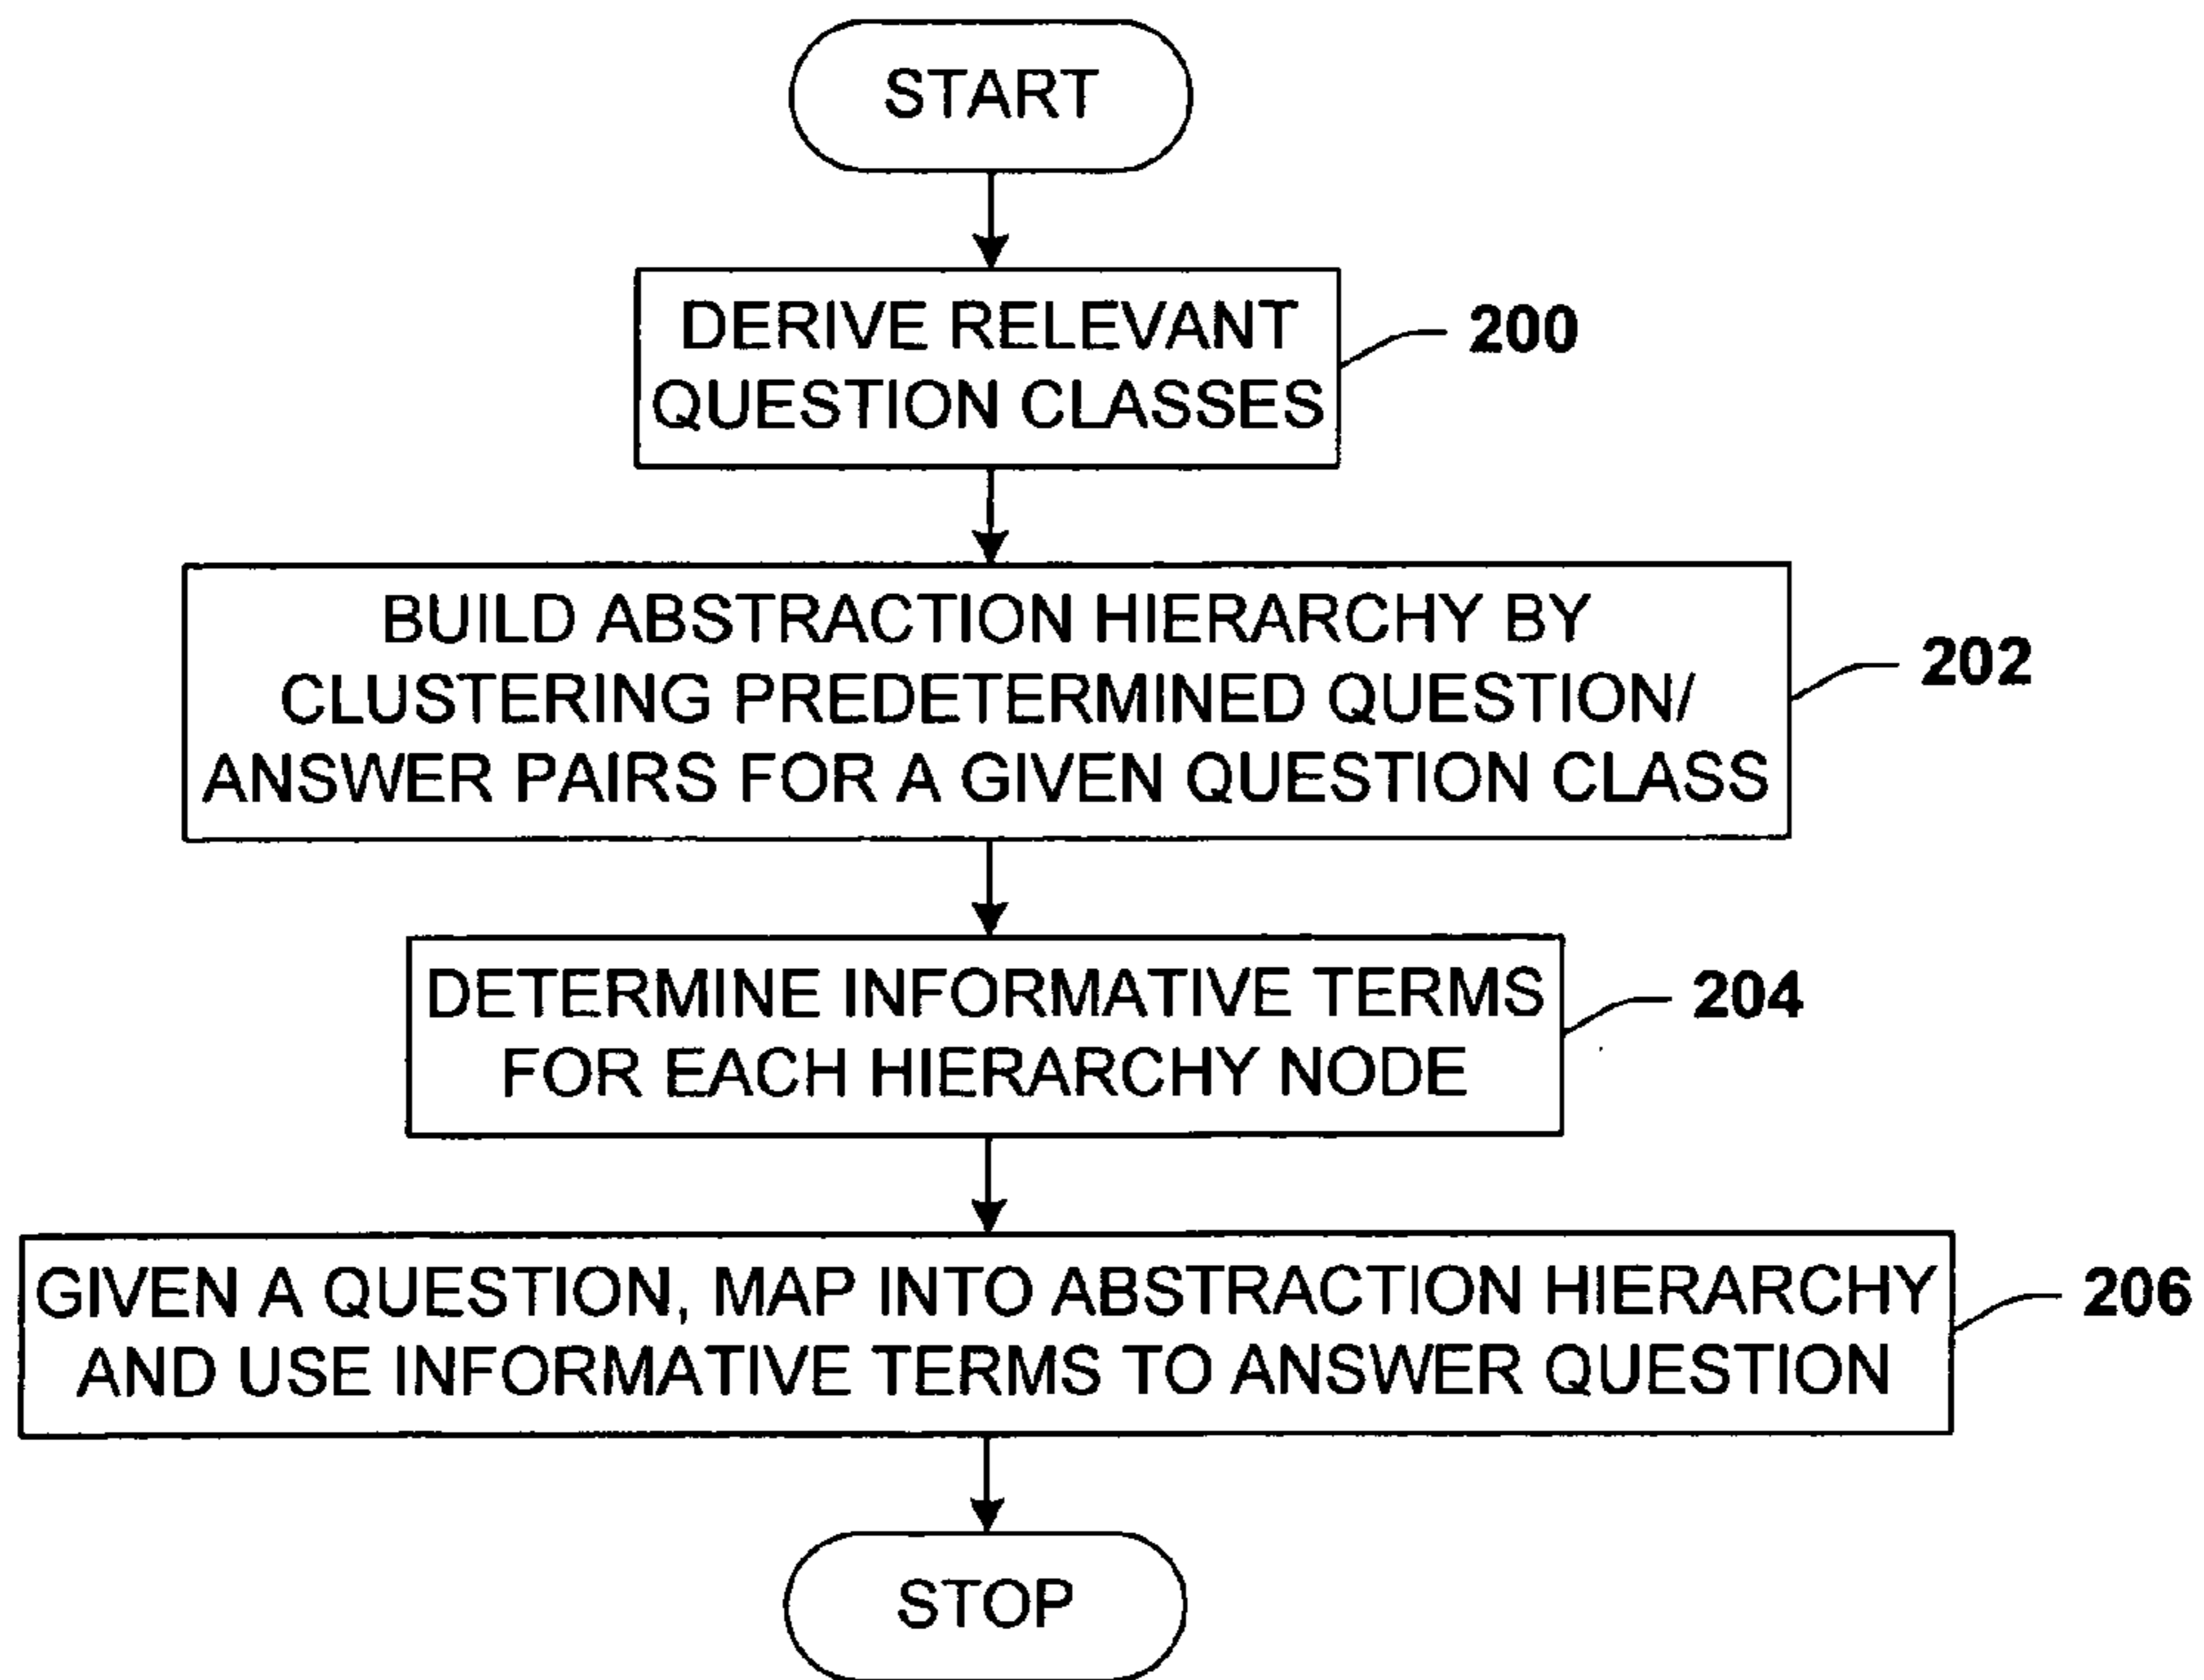 START
DERIVE RELEVANT
QUESTION CLASSES
200
BUILD ABSTRACTION HIERARCHY BY
CLUSTERING PREDETERMINED QUESTION/
ANSWER PAIRS FOR A GIVEN QUESTION CLASS
202
DETERMINE INFORMATIVE TERMS
FOR EACH HIERARCHY NODE
204
GIVEN A QUESTION, MAP INTO ABSTRACTION HIERARCHY
AND USE INFORMATIVE TERMS TO ANSWER QUESTION
206
STOP